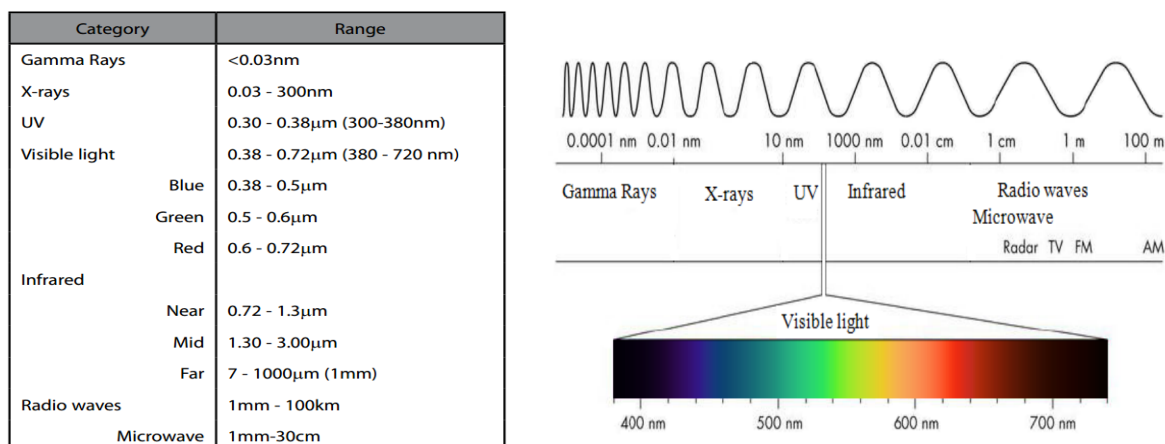 Category Range
Gamma Rays <0.03nm
X-rays 0.03 - 300nm
UV 0.30 - 0.38μm (300-380nm)
Visible light 0.38 - 0.72μm (380 - 720 nm)
Blue 0.38 - 0.5μm
Green 0.5 - 0.6μm
Red 0.6 - 0.72μm
Infrared
Near 0.72 - 1.3μm
Mid 1.30 - 3.00μm
Far 7 - 1000μm (1mm)
Radio waves 1mm - 100km
Microwave 1mm-30cm
0.0001 nm 0.01 nm 10 nm 1000 nm 0.01 cm 1 cm 1 m 100 m
Gamma Rays X-rays UV Infrared Radio waves
Microwave
Radar TV FM AM
Visible light
400 nm 500 nm 600 nm 700 nm